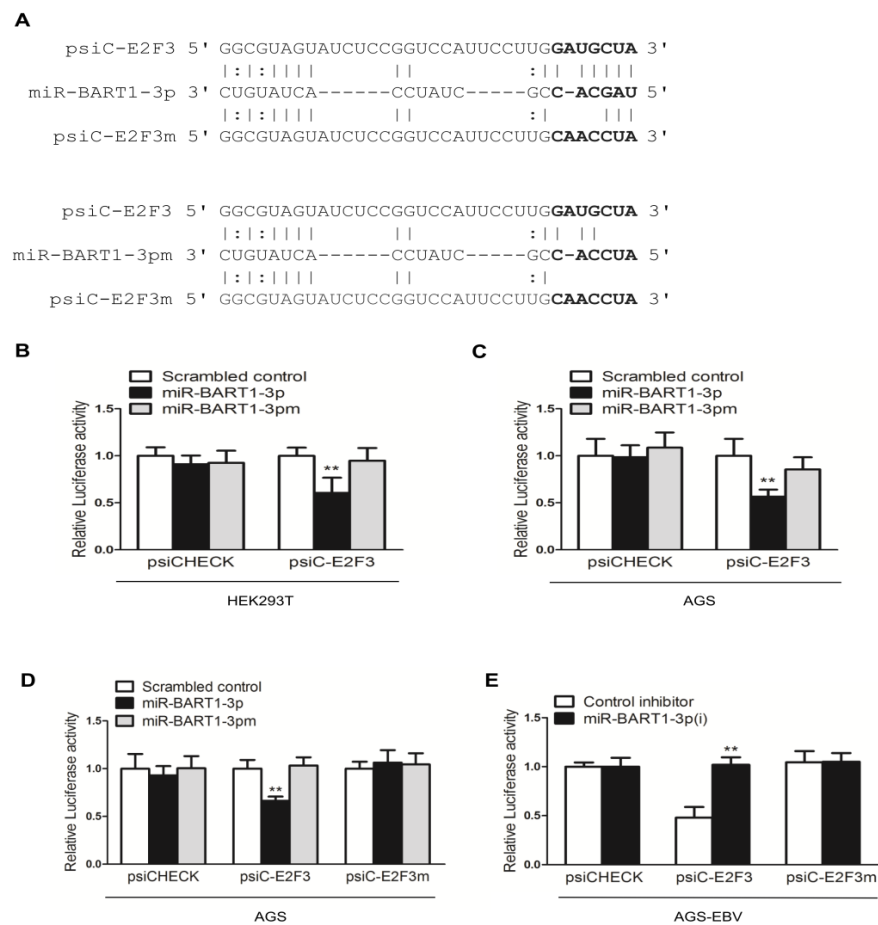 A
psiC-E2F3 5' GGCGUAGUAUCUCCGGUCCAUUCCUUGGAUGCUA 3'
|:|:|||| || :|| |||||
miR-BART1-3p 3' CUGUAUCA------CCUAUC-----GCC-ACGAU 5'
|:|:|||| || :| |||
psiC-E2F3m 5' GGCGUAGUAUCUCCGGUCCAUUCCUUGCAACCUA 3'
psiC-E2F3 5' GGCGUAGUAUCUCCGGUCCAUUCCUUGGAUGCUA 3'
|:|:|||| || :|| ||
miR-BART1-3pm 3' CUGUAUCA------CCUAUC-----GCC-ACCUA 5'
|:|:|||| || :|
psiC-E2F3m 5' GGCGUAGUAUCUCCGGUCCAUUCCUUGCAACCUA 3'
B
Scrambled control
miR-BART1-3p
miR-BART1-3pm
Relative Luciferase activity
1.5
1.0
0.5
0.0
**
psiCHECK psiC-E2F3
HEK293T
C
Scrambled control
miR-BART1-3p
miR-BART1-3pm
Relative Luciferase activity
1.5
1.0
0.5
0.0
**
psiCHECK psiC-E2F3
AGS
D
Scrambled control
miR-BART1-3p
miR-BART1-3pm
Relative Luciferase activity
1.5
1.0
0.5
0.0
**
psiCHECK psiC-E2F3 psiC-E2F3m
AGS
E
Control inhibitor
miR-BART1-3p(i)
Relative Luciferase activity
1.5
1.0
0.5
0.0
**
psiCHECK psiC-E2F3 psiC-E2F3m
AGS-EBV